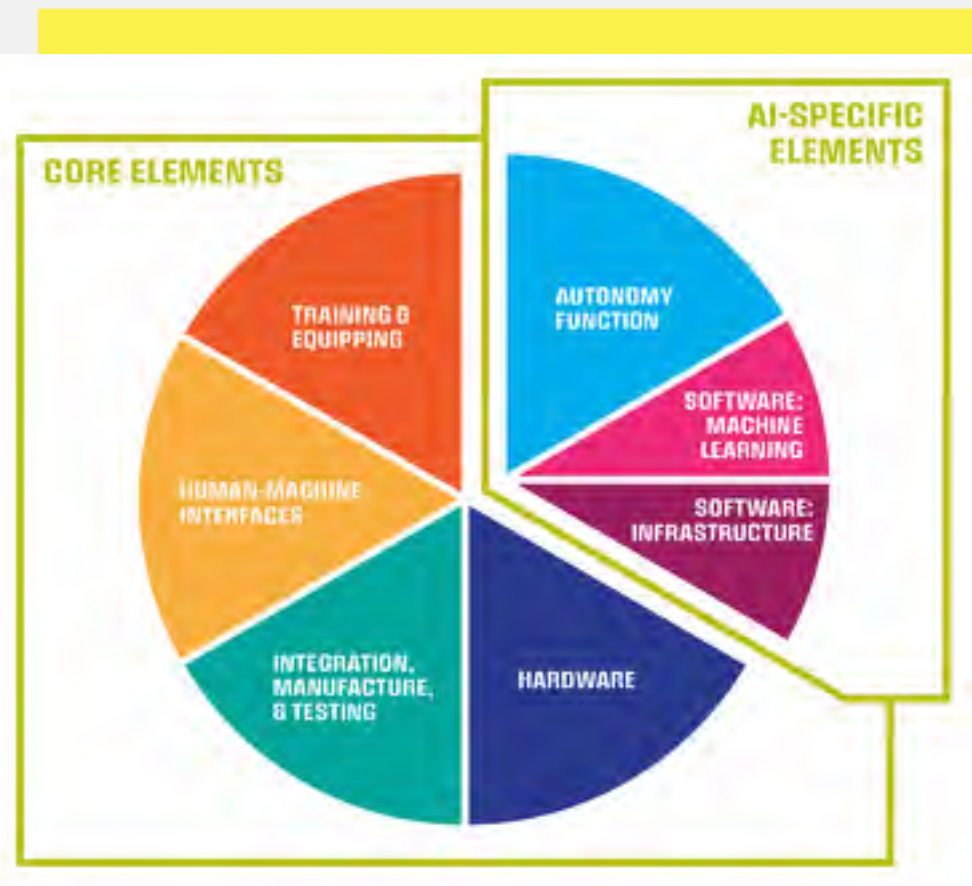 AI-SPECIFIC
ELEMENTS
CORE ELEMENTS
TRAINING &
EQUIPPING
AUTONOMY
FUNCTION
SOFTWARE:
MACHINE
LEARNING
HUMAN-MACHINE
INTERFACES
SOFTWARE:
INFRASTRUCTURE
INTEGRATION,
MANUFACTURE,
& TESTING
HARDWARE